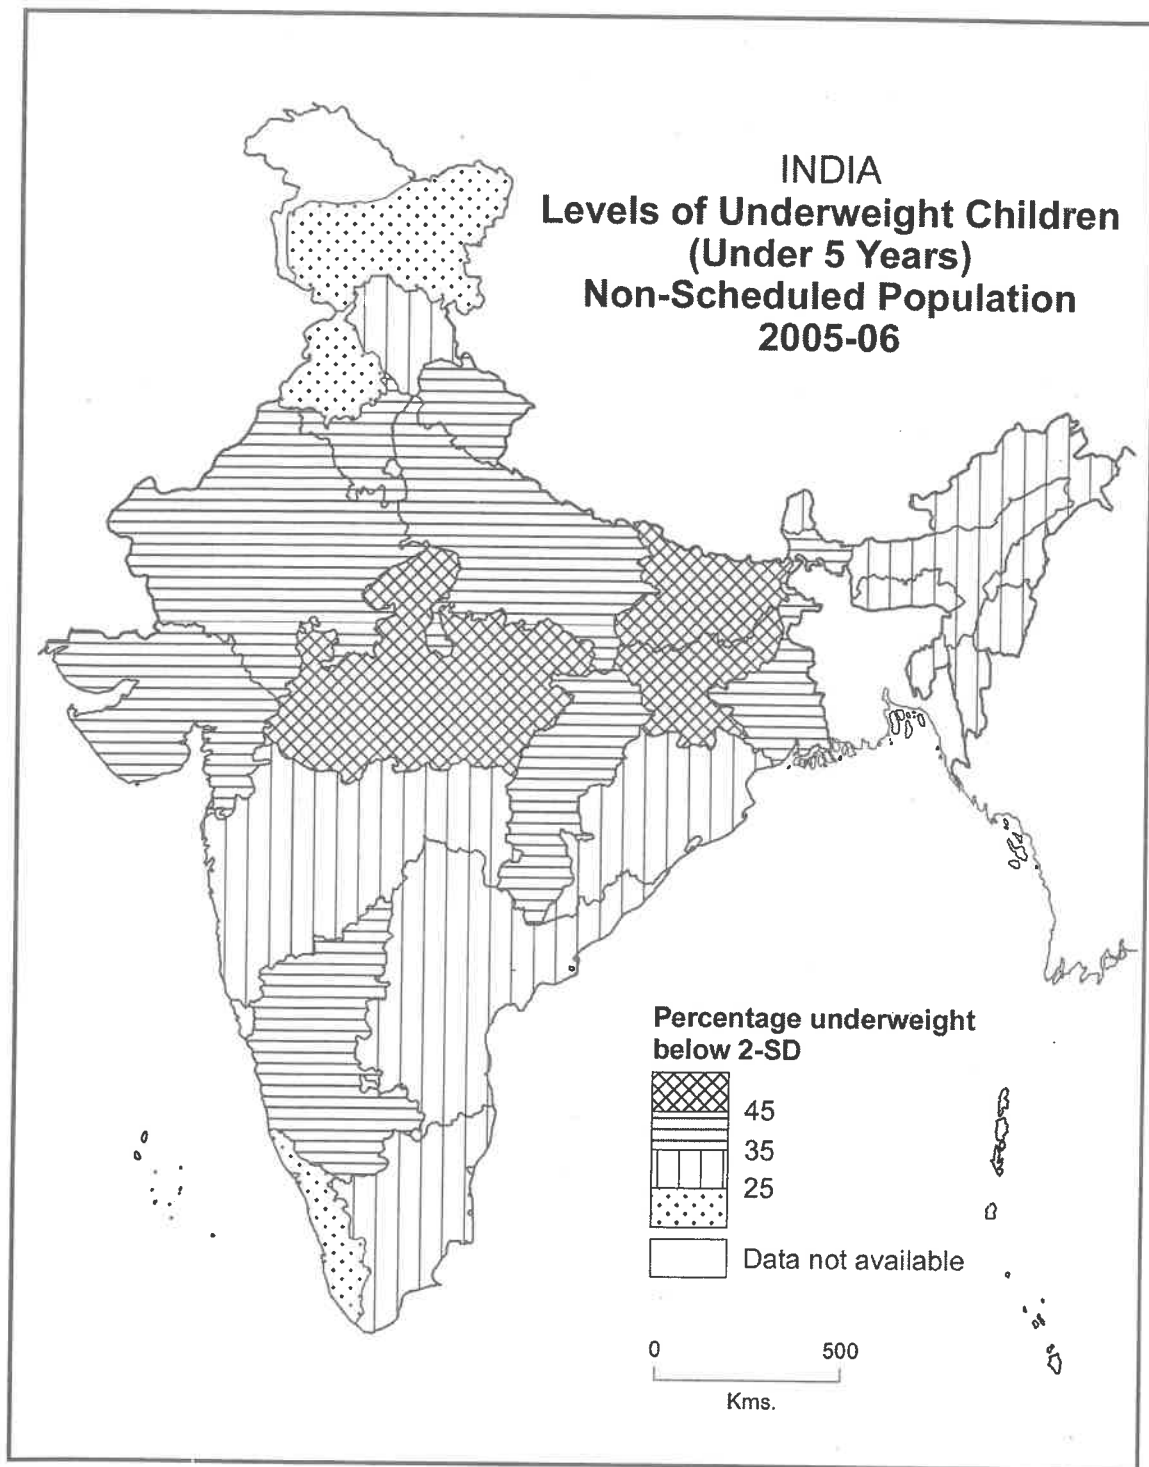 INDIA
Levels of Underweight Children
(Under 5 Years)
Non-Scheduled Population
2005-06
Percentage underweight
below 2-SD
45
35
25
Data not available
0 500
Kms.